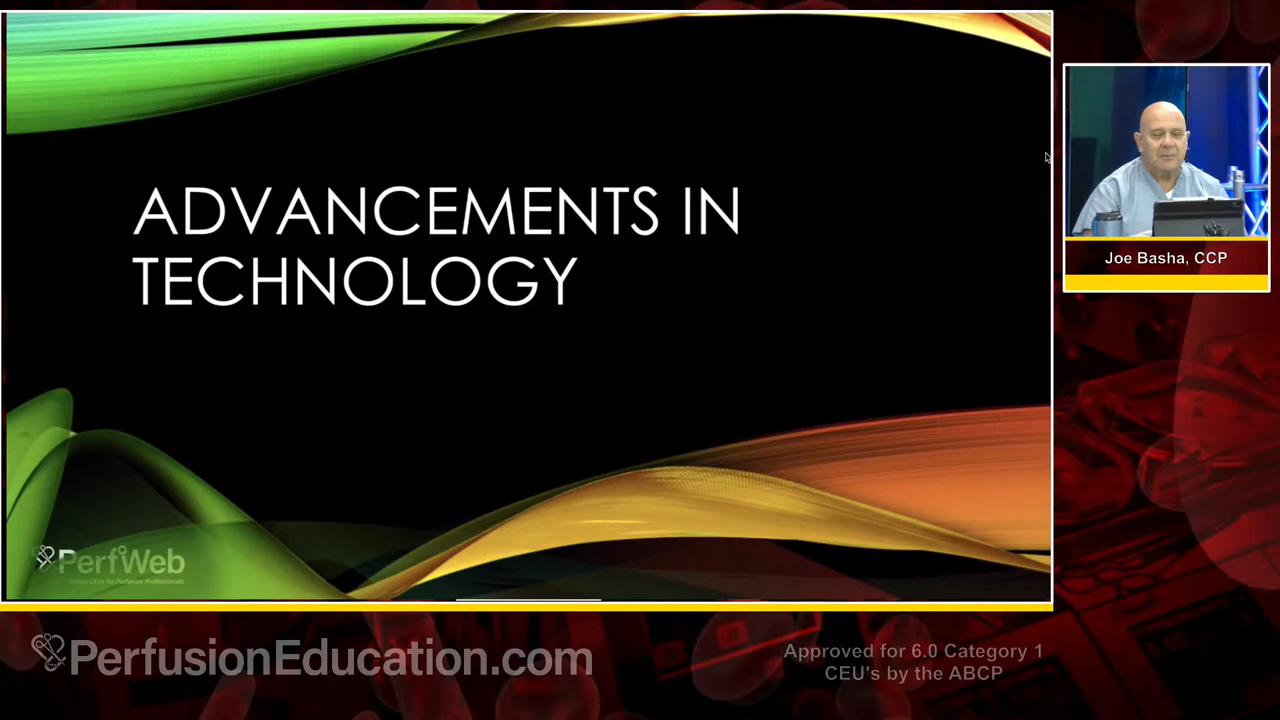 ADVANCEMENTS IN
TECHNOLOGY
PerfWeb
Joe Basha, CCP
PerfusionEducation.com
Approved for 6.0 Category 1
CEU's by the ABCP